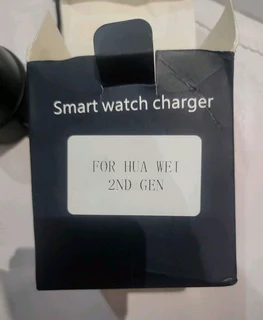 Smart watch charger
FOR HUA WEI
2ND GEN